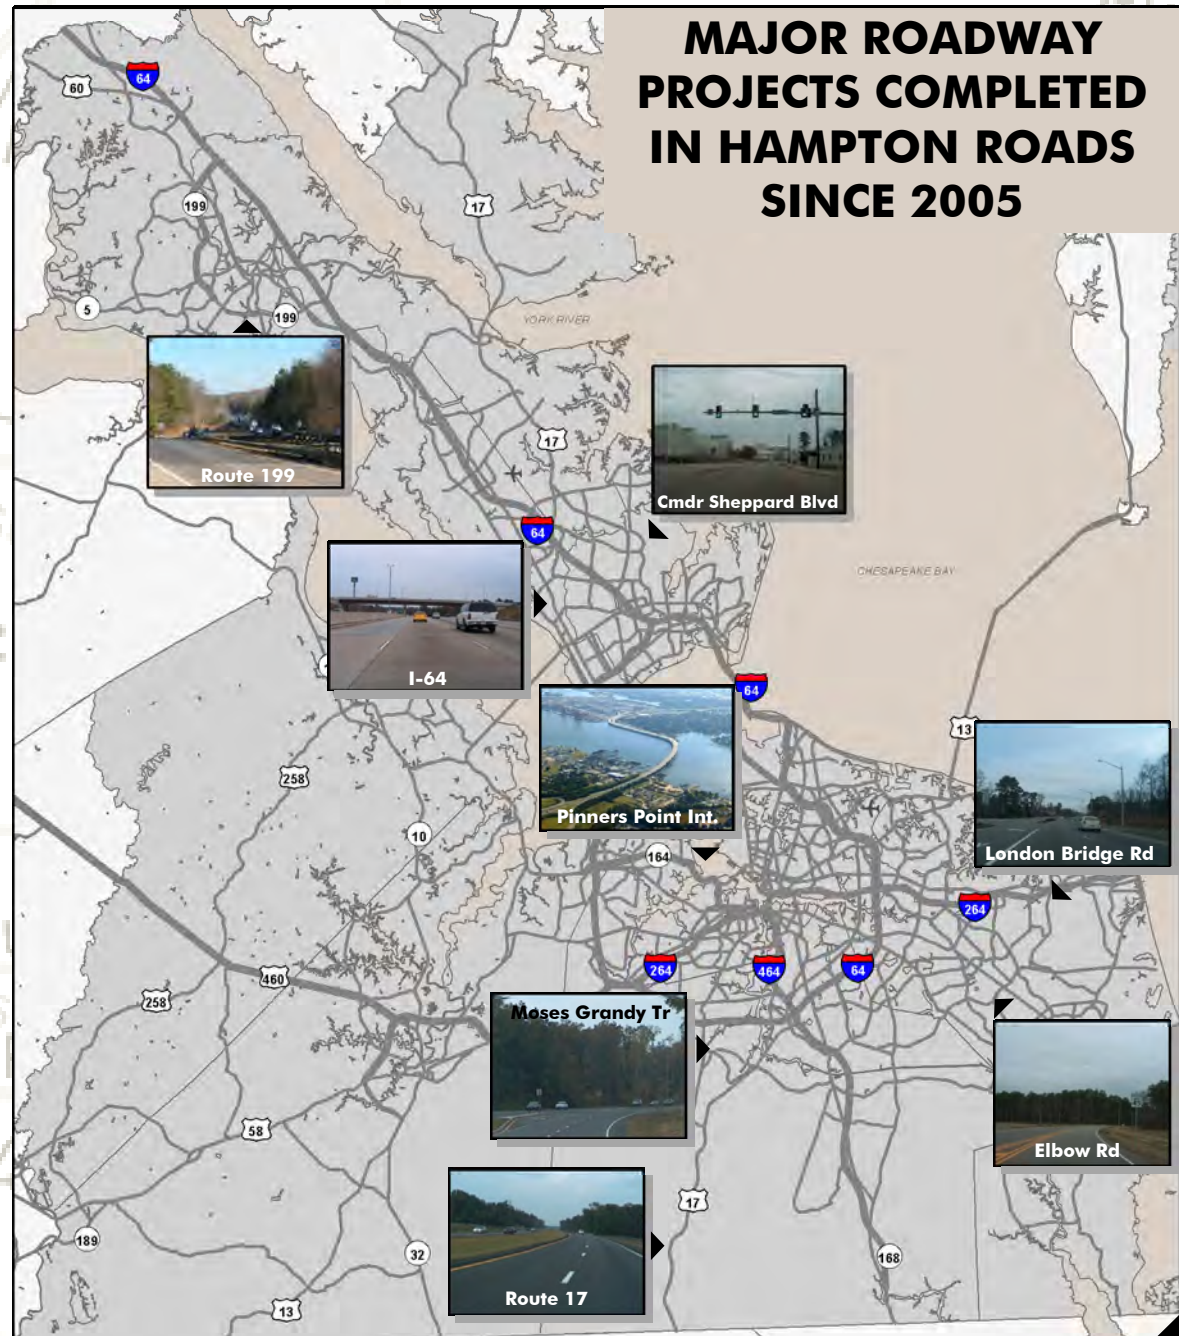 MAJOR ROADWAY
PROJECTS COMPLETED
IN HAMPTON ROADS
SINCE 2005
64
60
199
17
5
199
YORK RIVER
Route 199
17
Cmdr Sheppard Blvd
64
CHESAPEAKE BAY
I-64
64
13
258
Pinners Point Int.
10
164
London Bridge Rd
264
460
264
464
64
258
Moses Grandy Tr
58
Elbow Rd
17
189
32
168
Route 17
13